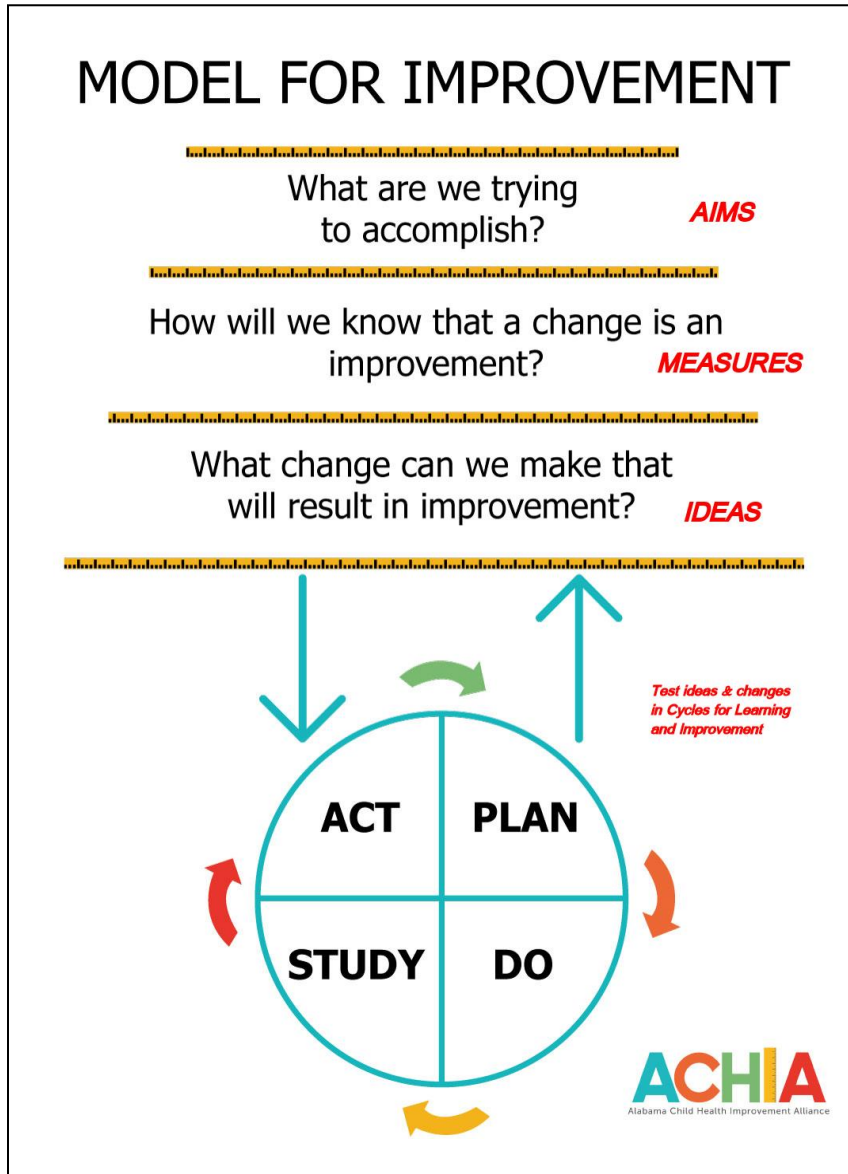 MODEL FOR IMPROVEMENT
What are we trying
to accomplish?
AIMS
How will we know that a change is an
improvement?
MEASURES
What change can we make that
will result in improvement?
IDEAS
Test ideas & changes
in Cycles for Learning
and Improvement
ACT
PLAN
STUDY
DO
ACHIA
Alabama Child Health Improvement Alliance